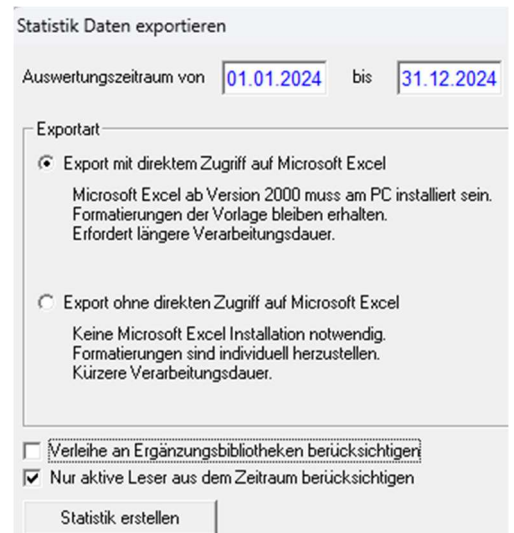 Statistik Daten exportieren
Auswertungszeitraum von 01.01.2024 bis 31.12.2024
Exportart
Export mit direktem Zugriff auf Microsoft Excel
Microsoft Excel ab Version 2000 muss am PC installiert sein.
Formatierungen der Vorlage bleiben erhalten.
Erfordert längere Verarbeitungsdauer.
Export ohne direkten Zugriff auf Microsoft Excel
Keine Microsoft Excel Installation notwendig.
Formatierungen sind individuell herzustellen.
Kürzere Verarbeitungsdauer.
Verleihe an Ergänzungsbibliotheken berücksichtigen
Nur aktive Leser aus dem Zeitraum berücksichtigen
Statistik erstellen